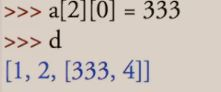 >>> a[2][0] = 333
>>> d
[1, 2, [333, 4]]